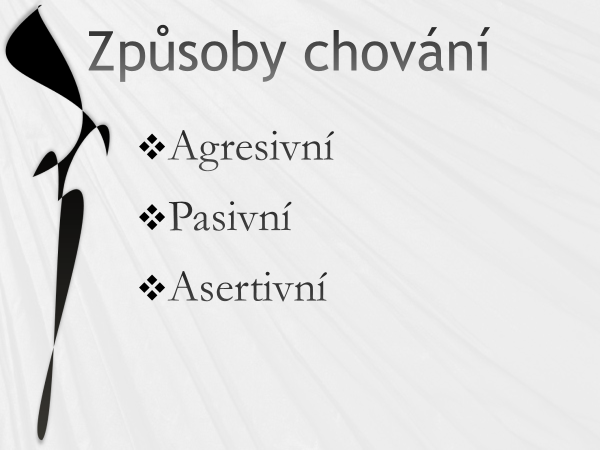 Způsoby chování
❖Agresivní
❖Pasivní
❖Asertivní